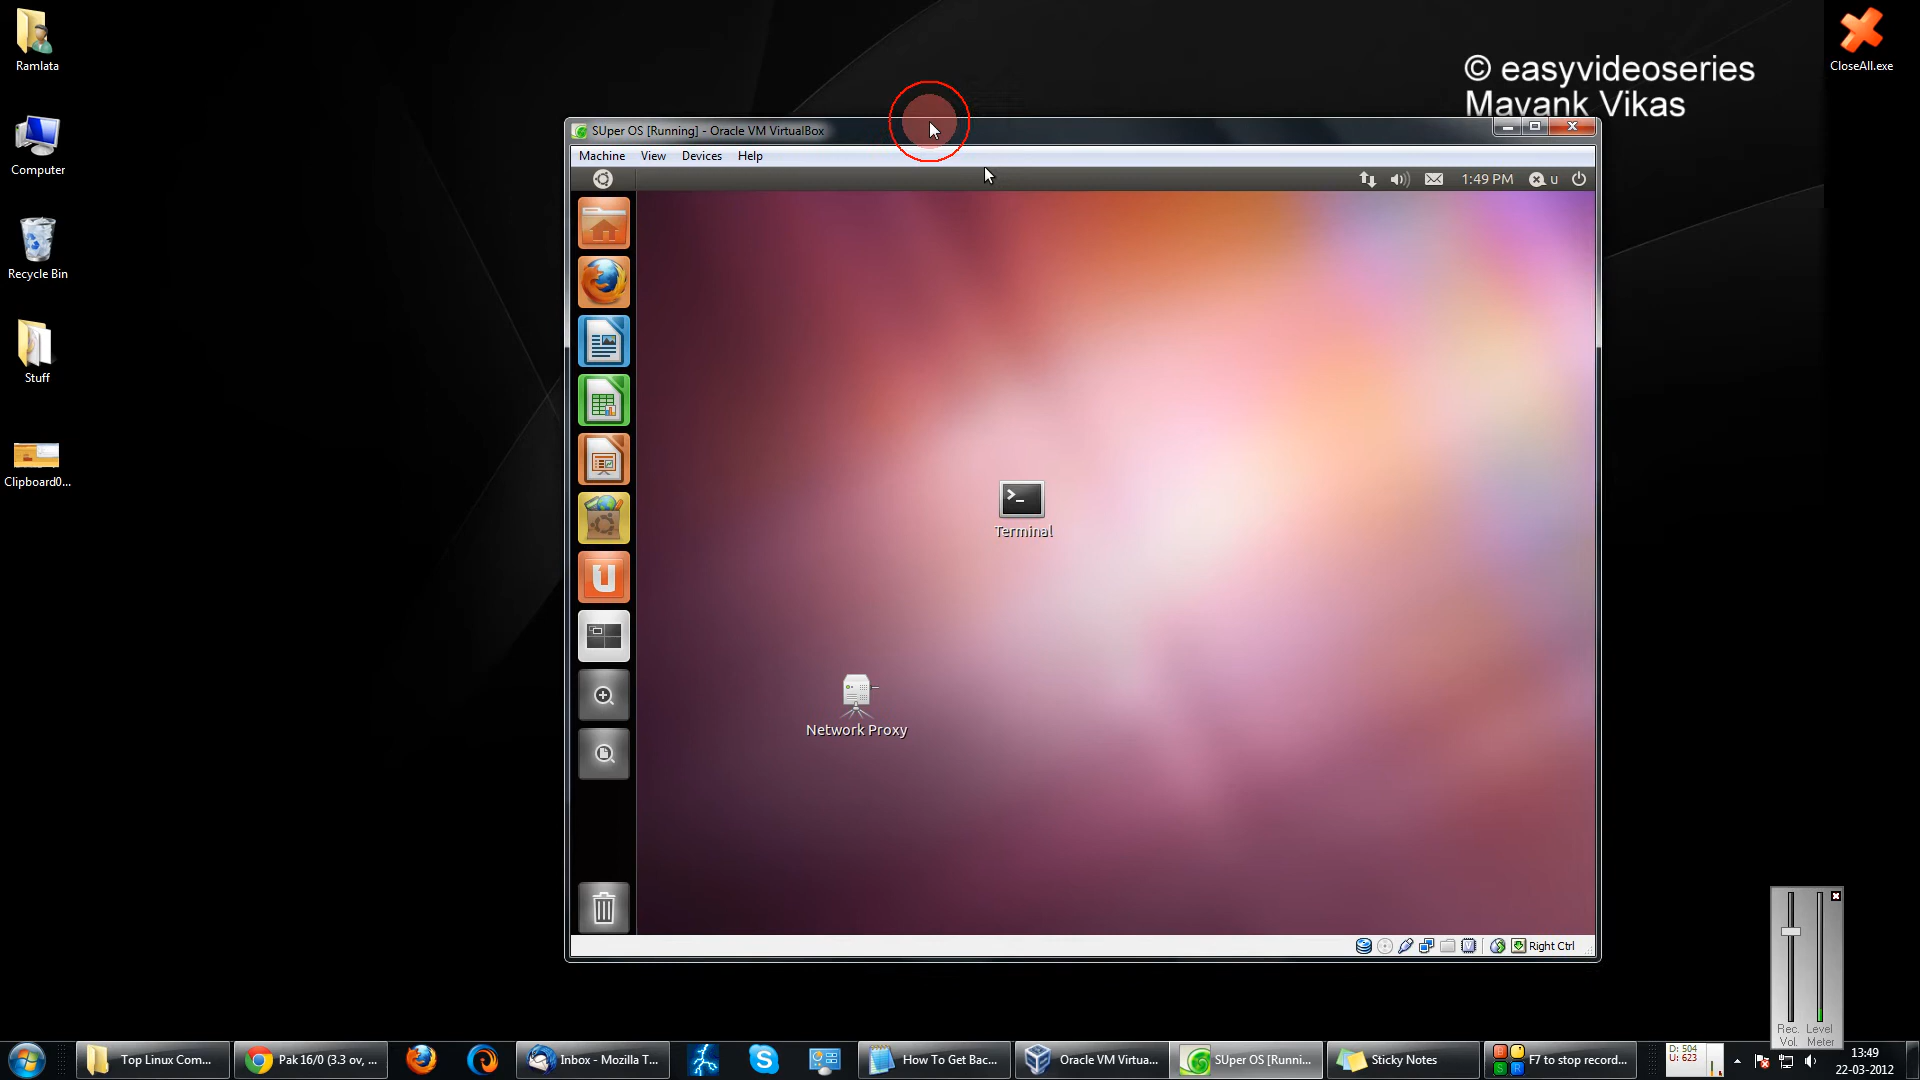 Ramlata
Computer
Recycle Bin
Stuff
Clipboard0...
© easyvideoseries
Mayank Vikas
CloseAll.exe
SUper OS [Running] - Oracle VM VirtualBox
Machine View Devices Help
1:49 PM u
Terminal
Network Proxy
Right Ctrl
Rec. Level
Vol. Meter
Top Linux Com...
Pak 16/0 (3.3 ov, ...
Inbox - Mozilla T...
How To Get Bac...
Oracle VM Virtua...
SUper OS [Runni...
Sticky Notes
F7 to stop record...
D: 504
U: 623
13:49
22-03-2012